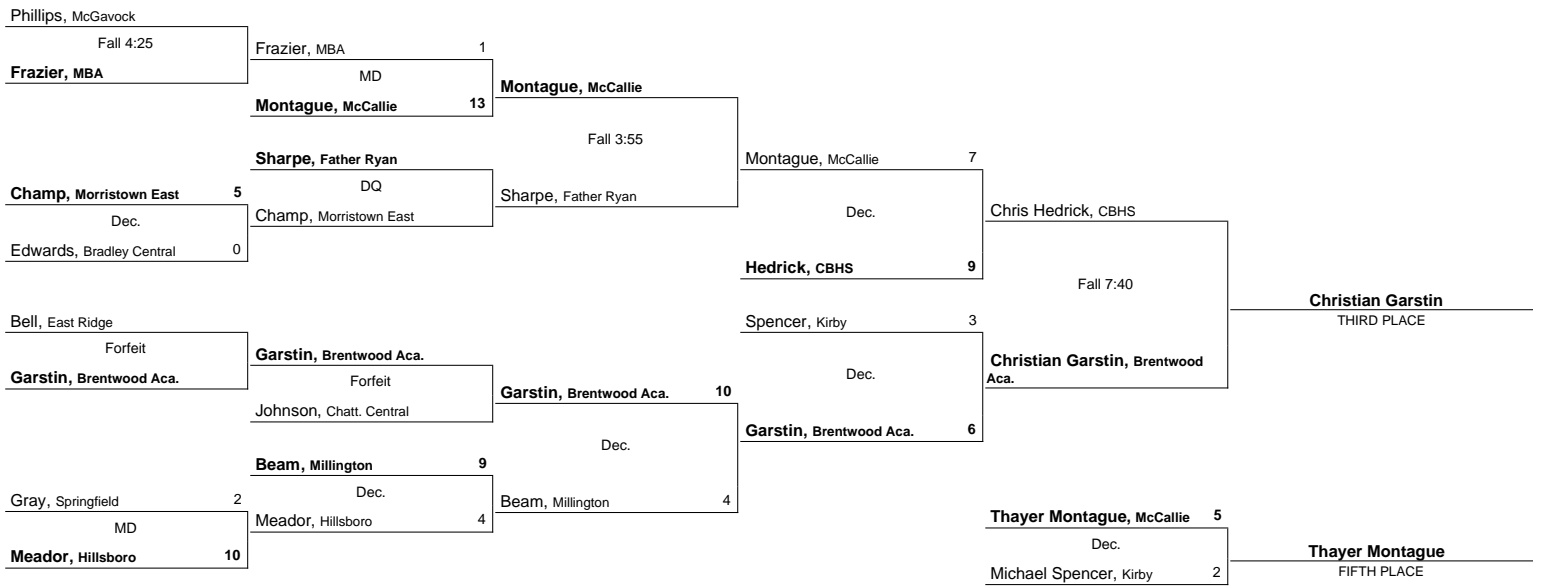 Phillips, McGavock
Fall 4:25
Frazier, MBA
Champ, Morristown East 5
Dec.
Edwards, Bradley Central 0
Bell, East Ridge
Forfeit
Garstin, Brentwood Aca.
Gray, Springfield 2
MD
Meador, Hillsboro 10
Frazier, MBA 1
MD
Montague, McCallie 13
Sharpe, Father Ryan
DQ
Champ, Morristown East
Garstin, Brentwood Aca.
Forfeit
Johnson, Chatt. Central
Beam, Millington 9
Dec.
Meador, Hillsboro 4
Montague, McCallie
Fall 3:55
Sharpe, Father Ryan
Garstin, Brentwood Aca. 10
Dec.
Beam, Millington 4
Montague, McCallie 7
Dec.
Hedrick, CBHS 9
Spencer, Kirby 3
Dec.
Garstin, Brentwood Aca. 6
Chris Hedrick, CBHS
Fall 7:40
Christian Garstin, Brentwood
Aca.
Christian Garstin
THIRD PLACE
Thayer Montague, McCallie 5
Dec.
Michael Spencer, Kirby 2
Thayer Montague
FIFTH PLACE